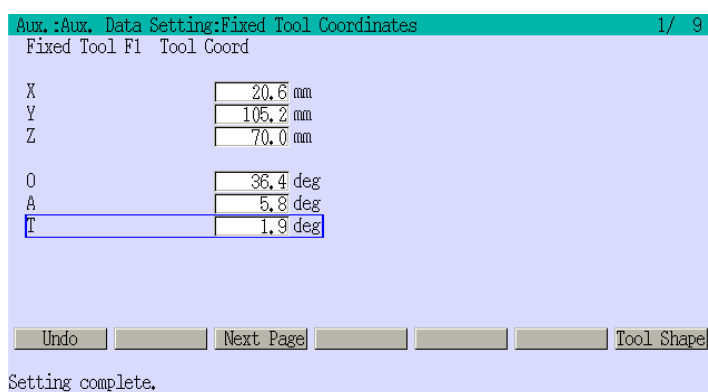 Aux.:Aux. Data Setting:Fixed Tool Coordinates 1/ 9
Fixed Tool F1 Tool Coord
X 20.6 mm
Y 105.2 mm
Z 70.0 mm
O 36.4 deg
A 5.8 deg
T 1.9 deg
Undo Next Page Tool Shape
Setting complete.